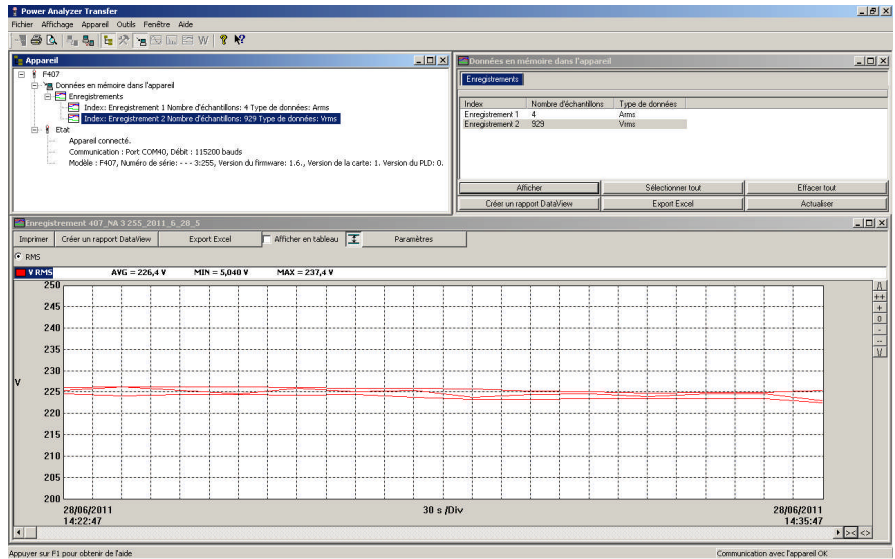 Power Analyzer Transfer
Fichier Affichage Appareil Outils Fenêtre Aide
Appareil
F407
Données en mémoire dans l'appareil
Enregistrements
Index: Enregistrement 1 Nombre d'échantillons: 4 Type de données: Arms
Index: Enregistrement 2 Nombre d'échantillons: 929 Type de données: Vrms
Etat
Appareil connecté.
Communication : Port COM40, Débit : 115200 bauds
Modèle : F407, Numéro de série: - - - 3:255, Version du firmware: 1.6., Version de la carte: 1. Version du PLD: 0.
Données en mémoire dans l'appareil
Enregistrements
Index Nombre d'échantillons Type de données
Enregistrement 1 4 Arms
Enregistrement 2 929 Vrms
Afficher Sélectionner tout Effacer tout
Créer un rapport DataView Export Excel Actualiser
Enregistrement 407_NA 3 255_2011_6_28_5
Imprimer Créer un rapport DataView Export Excel Afficher en tableau Paramètres
RMS
V RMS AVG = 226,4 V MIN = 5,040 V MAX = 237,4 V
250
245
240
235
230
V
225
220
215
210
205
200
28/06/2011 30 s /Div 28/06/2011
14:22:47 14:35:47
Appuyer sur F1 pour obtenir de l'aide Communication avec l'appareil OK